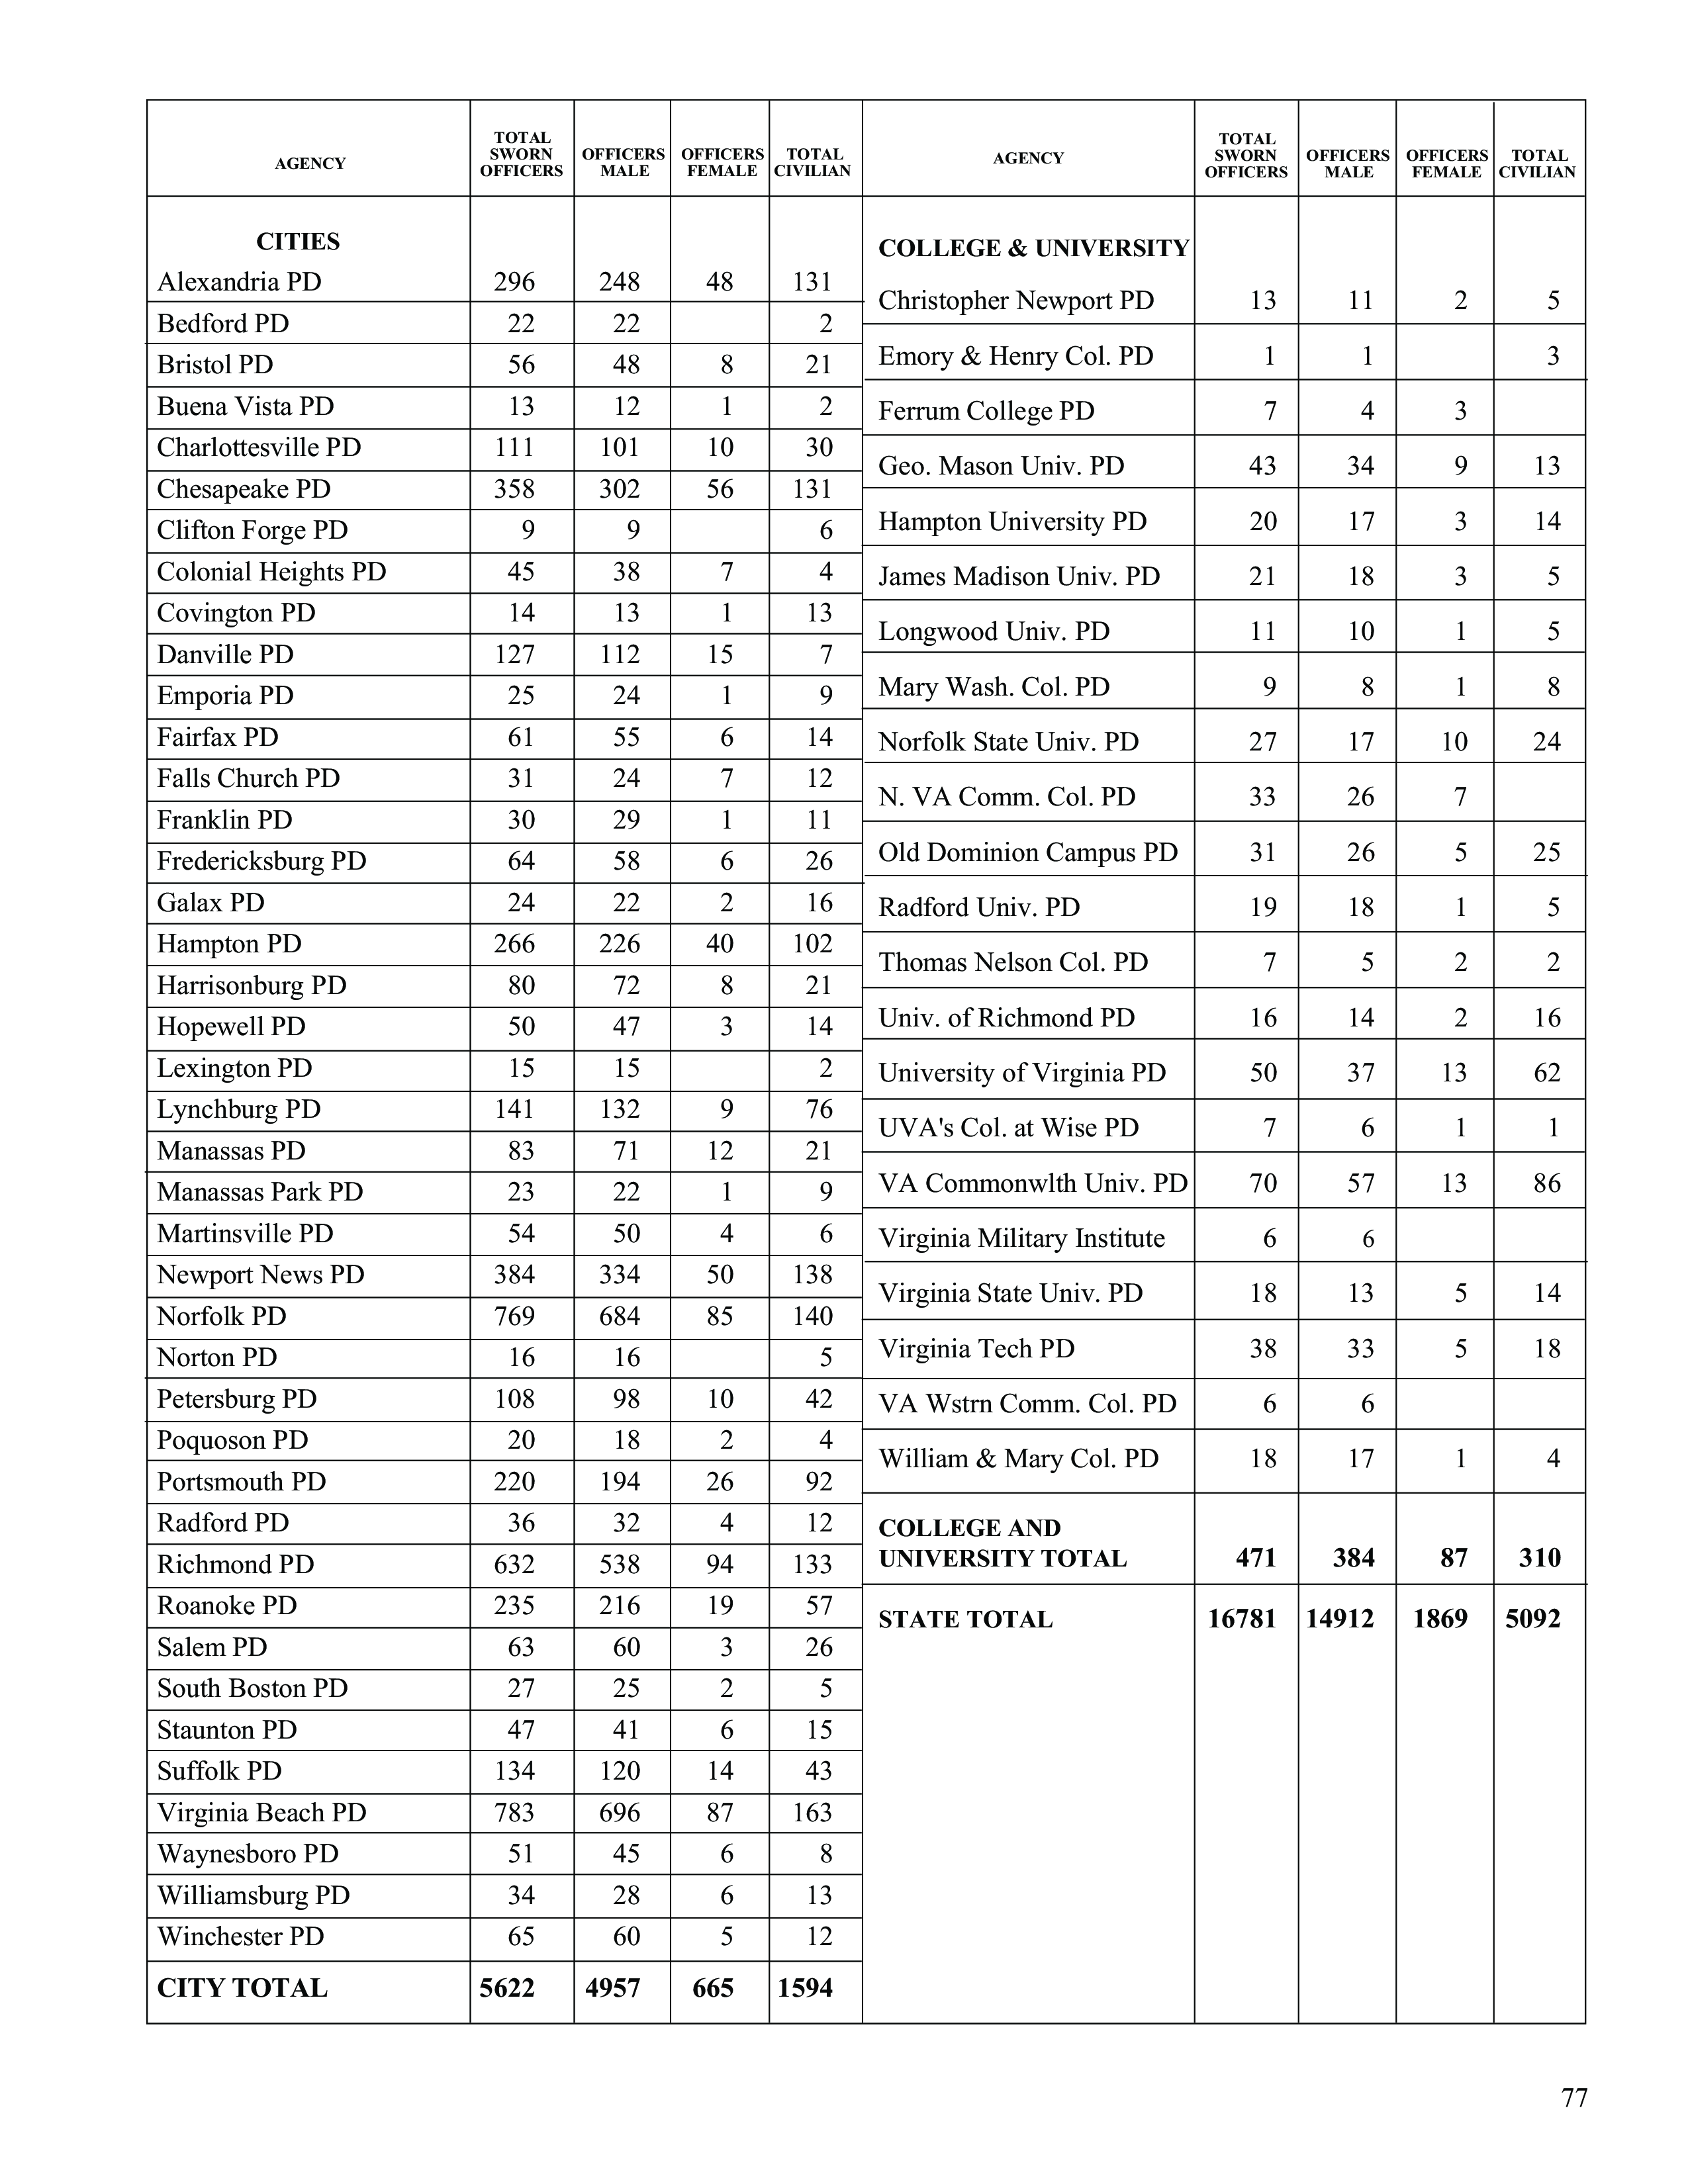 AGENCY TOTAL SWORN OFFICERS OFFICERS MALE OFFICERS FEMALE TOTAL CIVILIAN
CITIES
Alexandria PD 296 248 48 131
Bedford PD 22 22 2
Bristol PD 56 48 8 21
Buena Vista PD 13 12 1 2
Charlottesville PD 111 101 10 30
Chesapeake PD 358 302 56 131
Clifton Forge PD 9 9 6
Colonial Heights PD 45 38 7 4
Covington PD 14 13 1 13
Danville PD 127 112 15 7
Emporia PD 25 24 1 9
Fairfax PD 61 55 6 14
Falls Church PD 31 24 7 12
Franklin PD 30 29 1 11
Fredericksburg PD 64 58 6 26
Galax PD 24 22 2 16
Hampton PD 266 226 40 102
Harrisonburg PD 80 72 8 21
Hopewell PD 50 47 3 14
Lexington PD 15 15 2
Lynchburg PD 141 132 9 76
Manassas PD 83 71 12 21
Manassas Park PD 23 22 1 9
Martinsville PD 54 50 4 6
Newport News PD 384 334 50 138
Norfolk PD 769 684 85 140
Norton PD 16 16 5
Petersburg PD 108 98 10 42
Poquoson PD 20 18 2 4
Portsmouth PD 220 194 26 92
Radford PD 36 32 4 12
Richmond PD 632 538 94 133
Roanoke PD 235 216 19 57
Salem PD 63 60 3 26
South Boston PD 27 25 2 5
Staunton PD 47 41 6 15
Suffolk PD 134 120 14 43
Virginia Beach PD 783 696 87 163
Waynesboro PD 51 45 6 8
Williamsburg PD 34 28 6 13
Winchester PD 65 60 5 12
CITY TOTAL 5622 4957 665 1594
AGENCY TOTAL SWORN OFFICERS OFFICERS MALE OFFICERS FEMALE TOTAL CIVILIAN
COLLEGE & UNIVERSITY
Christopher Newport PD 13 11 2 5
Emory & Henry Col. PD 1 1 3
Ferrum College PD 7 4 3
Geo. Mason Univ. PD 43 34 9 13
Hampton University PD 20 17 3 14
James Madison Univ. PD 21 18 3 5
Longwood Univ. PD 11 10 1 5
Mary Wash. Col. PD 9 8 1 8
Norfolk State Univ. PD 27 17 10 24
N. VA Comm. Col. PD 33 26 7
Old Dominion Campus PD 31 26 5 25
Radford Univ. PD 19 18 1 5
Thomas Nelson Col. PD 7 5 2 2
Univ. of Richmond PD 16 14 2 16
University of Virginia PD 50 37 13 62
UVA's Col. at Wise PD 7 6 1 1
VA Commonwlth Univ. PD 70 57 13 86
Virginia Military Institute 6 6
Virginia State Univ. PD 18 13 5 14
Virginia Tech PD 38 33 5 18
VA Wstrn Comm. Col. PD 6 6
William & Mary Col. PD 18 17 1 4
COLLEGE AND
UNIVERSITY TOTAL 471 384 87 310
STATE TOTAL 16781 14912 1869 5092
77